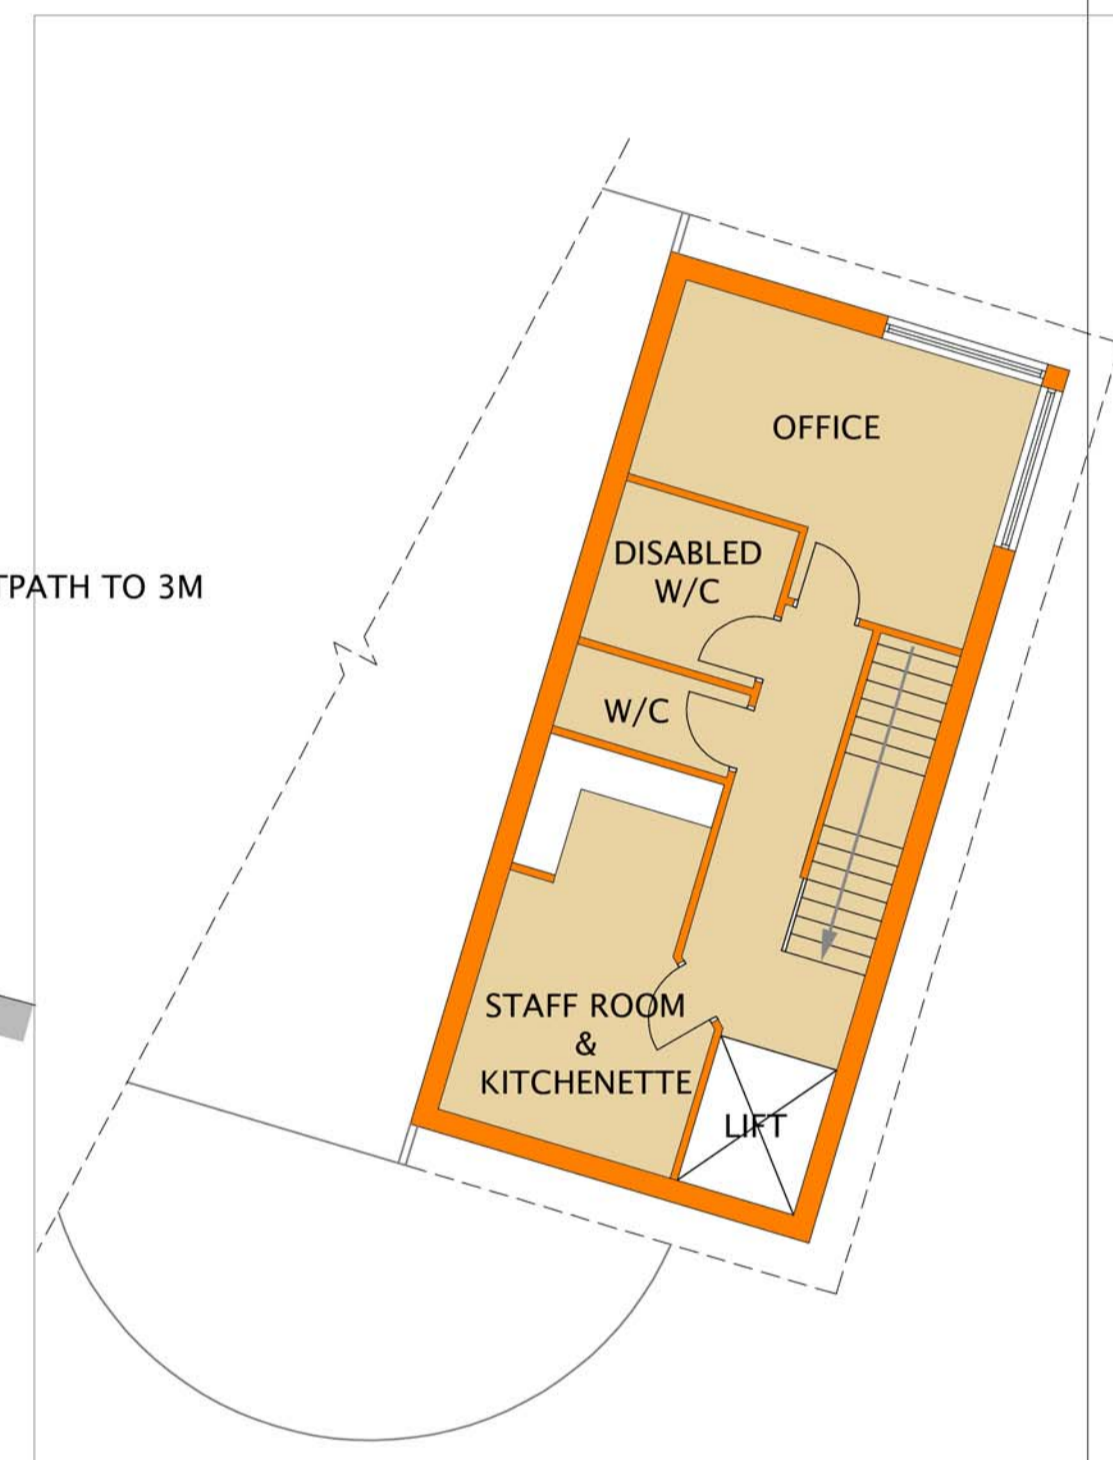 OFFICE
DISABLED
W/C
TPATH TO 3M
W/C
STAFF ROOM
&
KITCHENETTE
LIFT